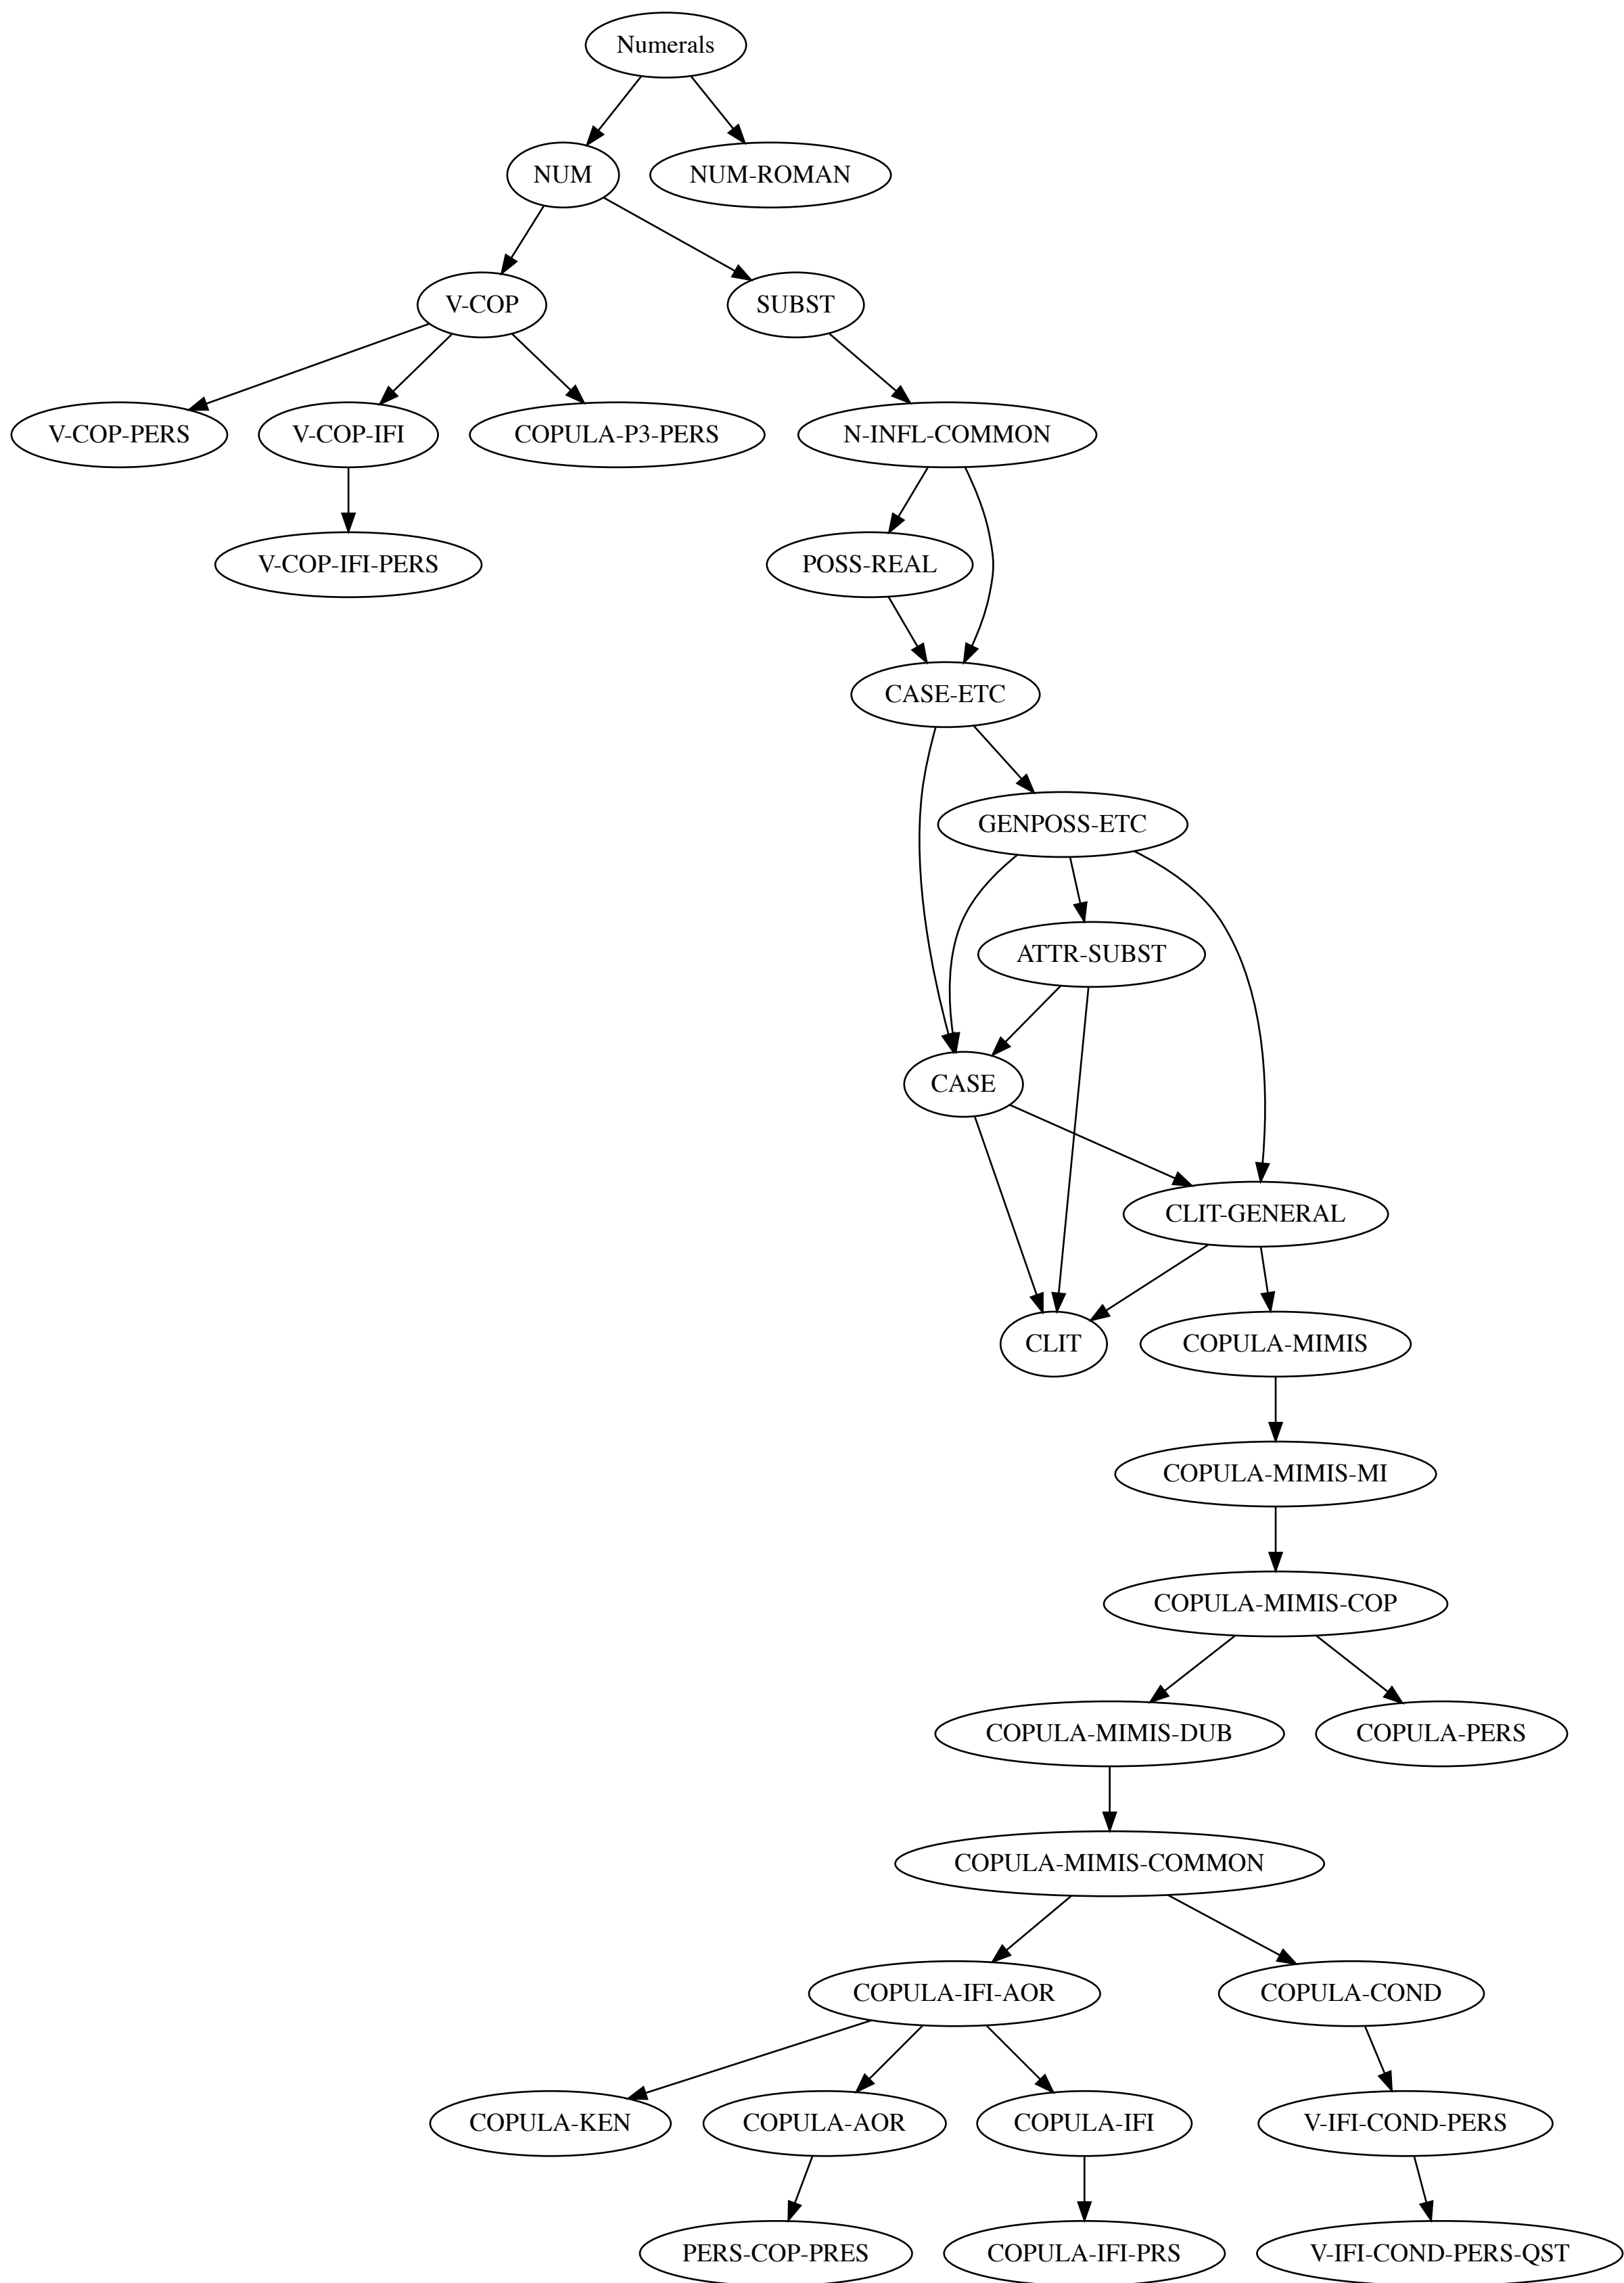 Numerals
NUM
NUM-ROMAN
V-COP
SUBST
V-COP-PERS
V-COP-IFI
COPULA-P3-PERS
N-INFL-COMMON
V-COP-IFI-PERS
POSS-REAL
CASE-ETC
GENPOSS-ETC
ATTR-SUBST
CASE
CLIT-GENERAL
CLIT
COPULA-MIMIS
COPULA-MIMIS-MI
COPULA-MIMIS-COP
COPULA-MIMIS-DUB
COPULA-PERS
COPULA-MIMIS-COMMON
COPULA-IFI-AOR
COPULA-COND
COPULA-KEN
COPULA-AOR
COPULA-IFI
V-IFI-COND-PERS
PERS-COP-PRES
COPULA-IFI-PRS
V-IFI-COND-PERS-QST